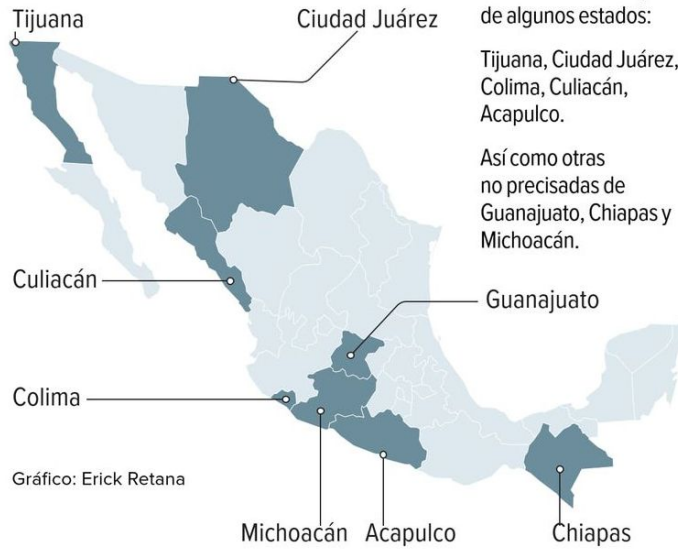 Tijuana
Ciudad Juárez
de algunos estados:
Tijuana, Ciudad Juárez,
Colima, Culiacán,
Acapulco.
Así como otras
no precisadas de
Guanajuato, Chiapas y
Michoacán.
Culiacán
Guanajuato
Colima
Gráfico: Erick Retana
Michoacán
Acapulco
Chiapas